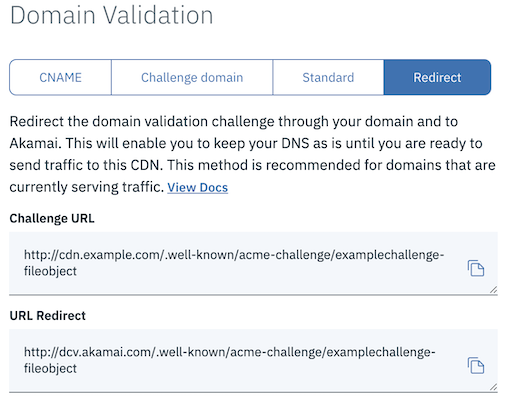 Domain Validation
CNAME
Challenge domain
Standard
Redirect
Redirect the domain validation challenge through your domain and to
Akamai. This will enable you to keep your DNS as is until you are ready to
send traffic to this CDN. This method is recommended for domains that are
currently serving traffic. View Docs
Challenge URL
http://cdn.example.com/.well-known/acme-challenge/examplechallenge-
fileobject
URL Redirect
http://dcv.akamai.com/.well-known/acme-challenge/examplechallenge-
fileobject